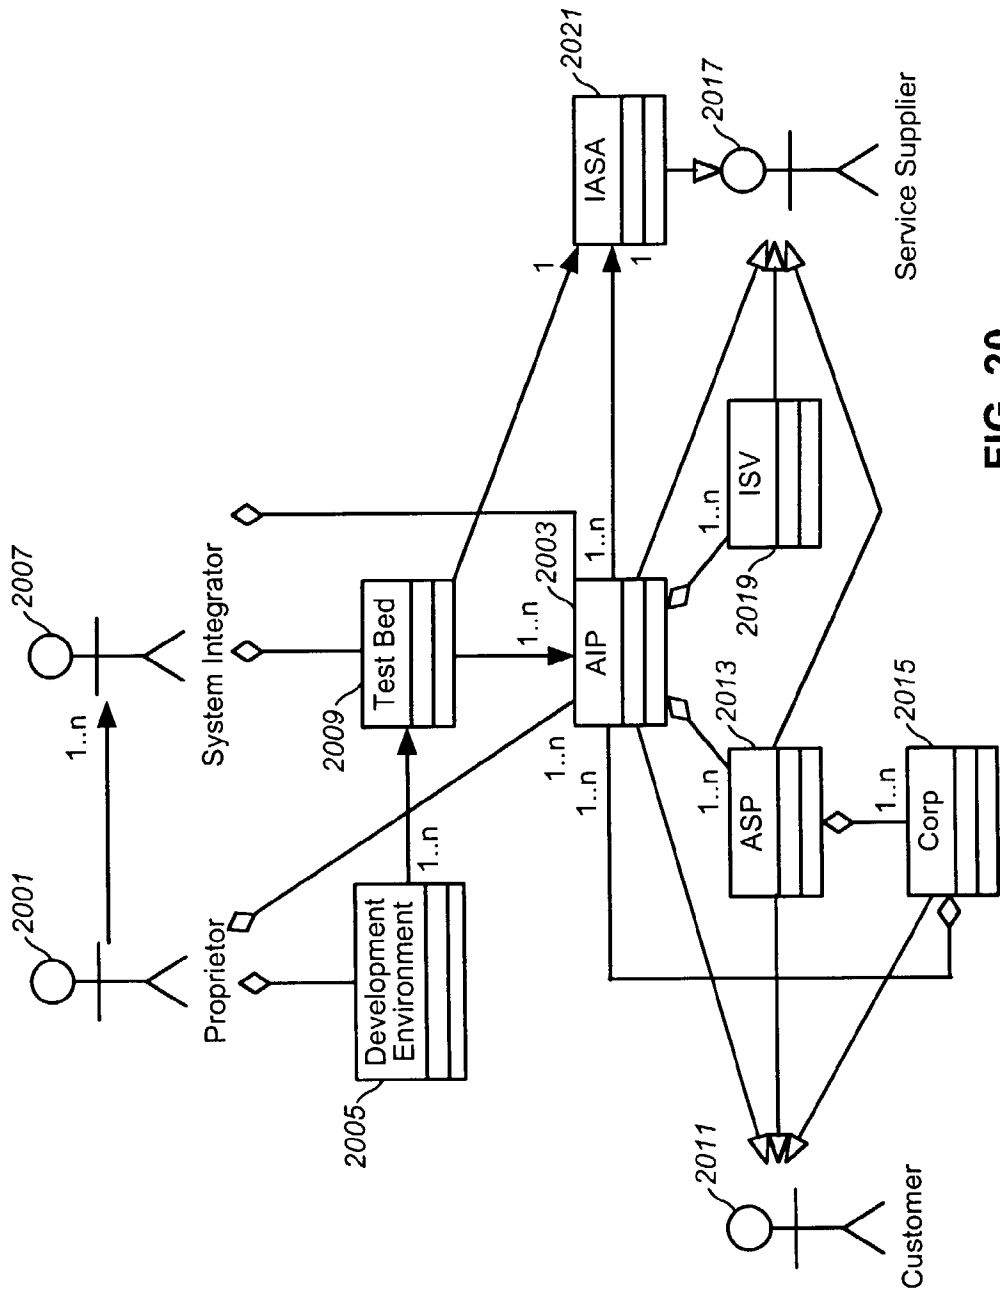 2001
2007
1..n
Proprietor
System Integrator
2005
2009
Development
Environment
Test Bed
1..n
1..n
1
2003
2021
1..n
1..n
1..n
AIP
IASA
1
2011
1..n
1..n
2017
2013
2019
ASP
ISV
1..n
2015
Customer
Corp
Service Supplier
FIG. 20